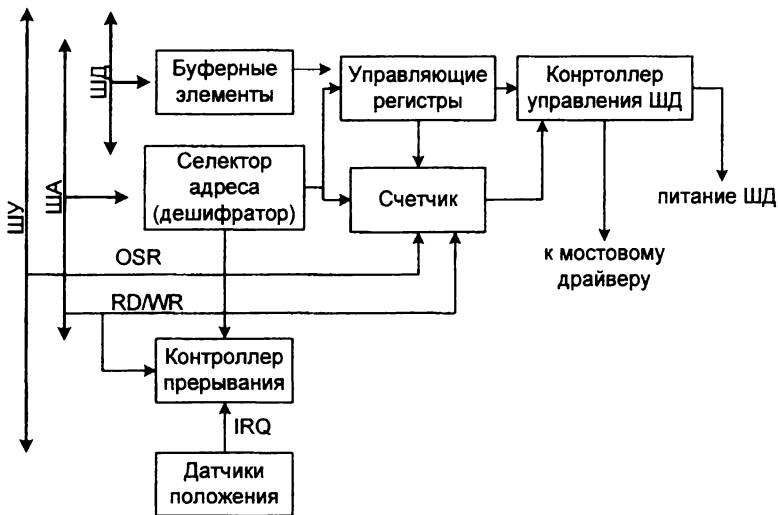 ШУ
ША
ШД
Буферные
элементы
Управляющие
регистры
Конртоллер
управления ШД
Селектор
адреса
(дешифратор)
Счетчик
питание ШД
к мостовому
драйверу
OSR
RD/WR
Контроллер
прерывания
IRQ
Датчики
положения